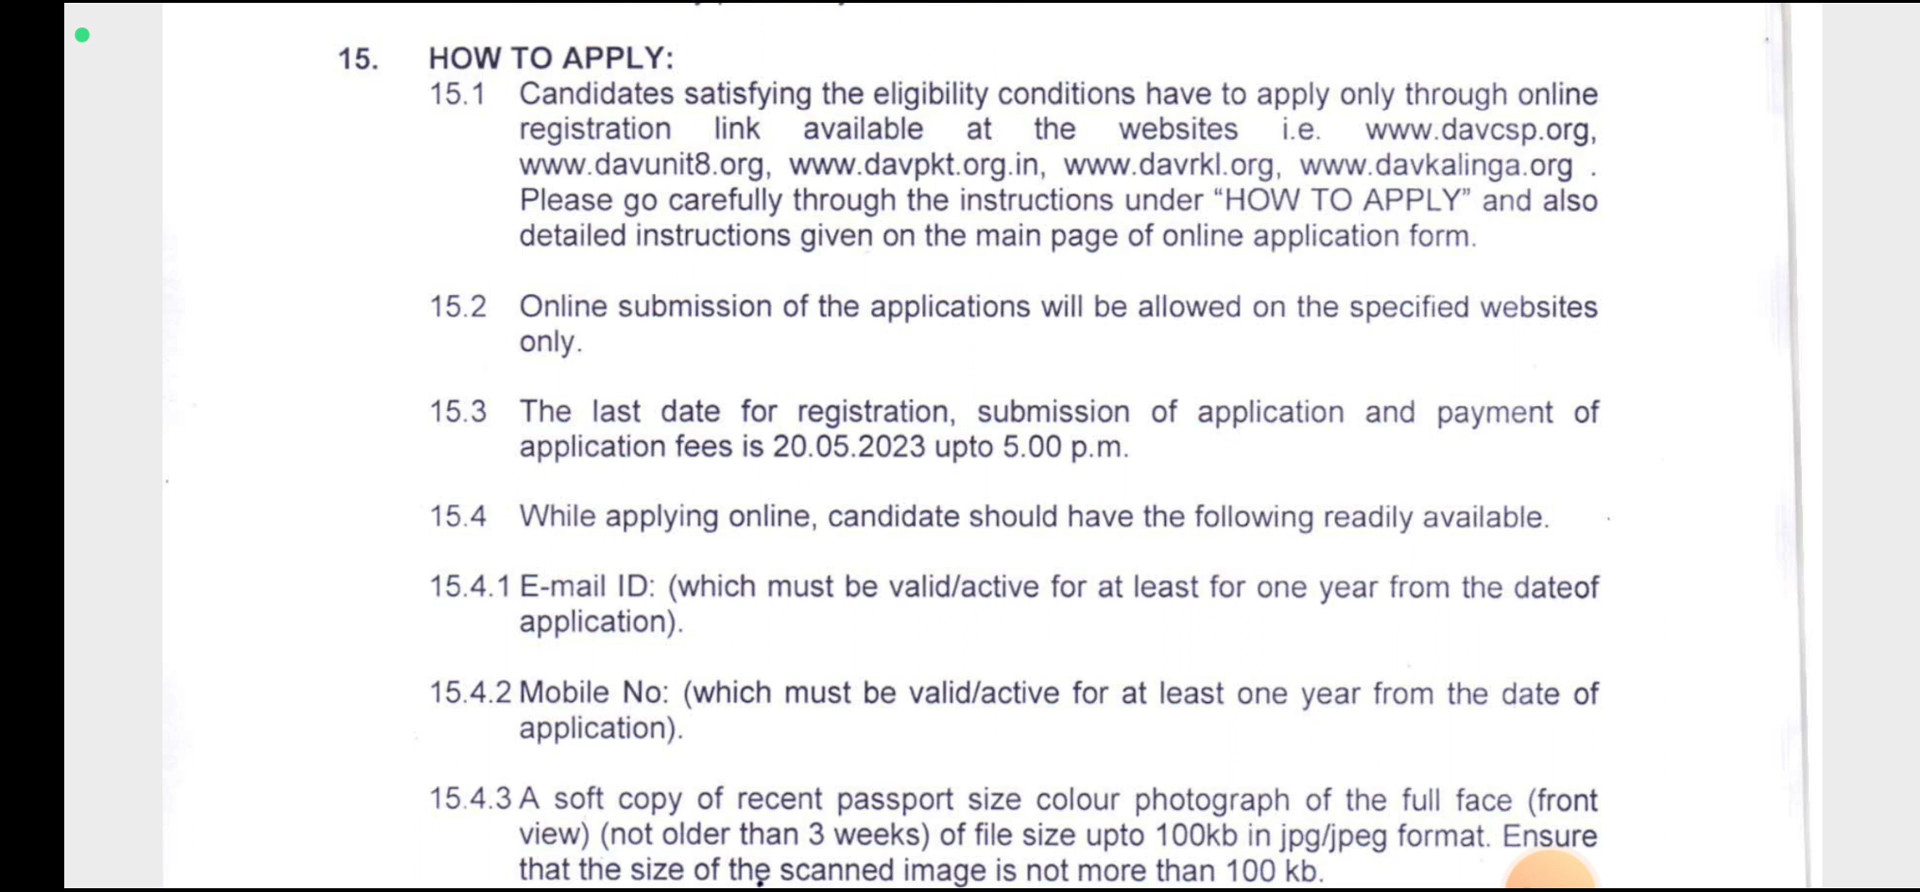 15. HOW TO APPLY:
15.1 Candidates satisfying the eligibility conditions have to apply only through online
registration link available at the websites i.e. www.davcsp.org,
www.davunit8.org, www.davpkt.org.in, www.davrkl.org, www.davkalinga.org .
Please go carefully through the instructions under “HOW TO APPLY” and also
detailed instructions given on the main page of online application form.
15.2 Online submission of the applications will be allowed on the specified websites
only.
15.3 The last date for registration, submission of application and payment of
application fees is 20.05.2023 upto 5.00 p.m.
15.4 While applying online, candidate should have the following readily available.
15.4.1 E-mail ID: (which must be valid/active for at least for one year from the dateof
application).
15.4.2 Mobile No: (which must be valid/active for at least one year from the date of
application).
15.4.3 A soft copy of recent passport size colour photograph of the full face (front
view) (not older than 3 weeks) of file size upto 100kb in jpg/jpeg format. Ensure
that the size of the scanned image is not more than 100 kb.